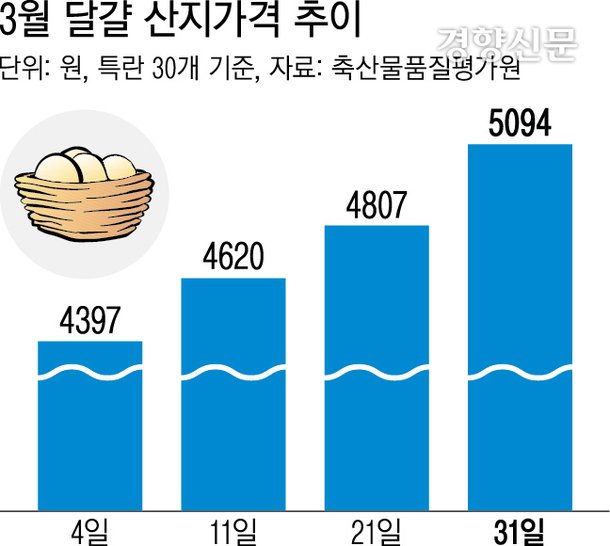 3월 달걀 산지가격 추이
경향신문
단위: 원, 특란 30개 기준, 자료: 축산물품질평가원
4397
4620
4807
5094
4일
11일
21일
31일